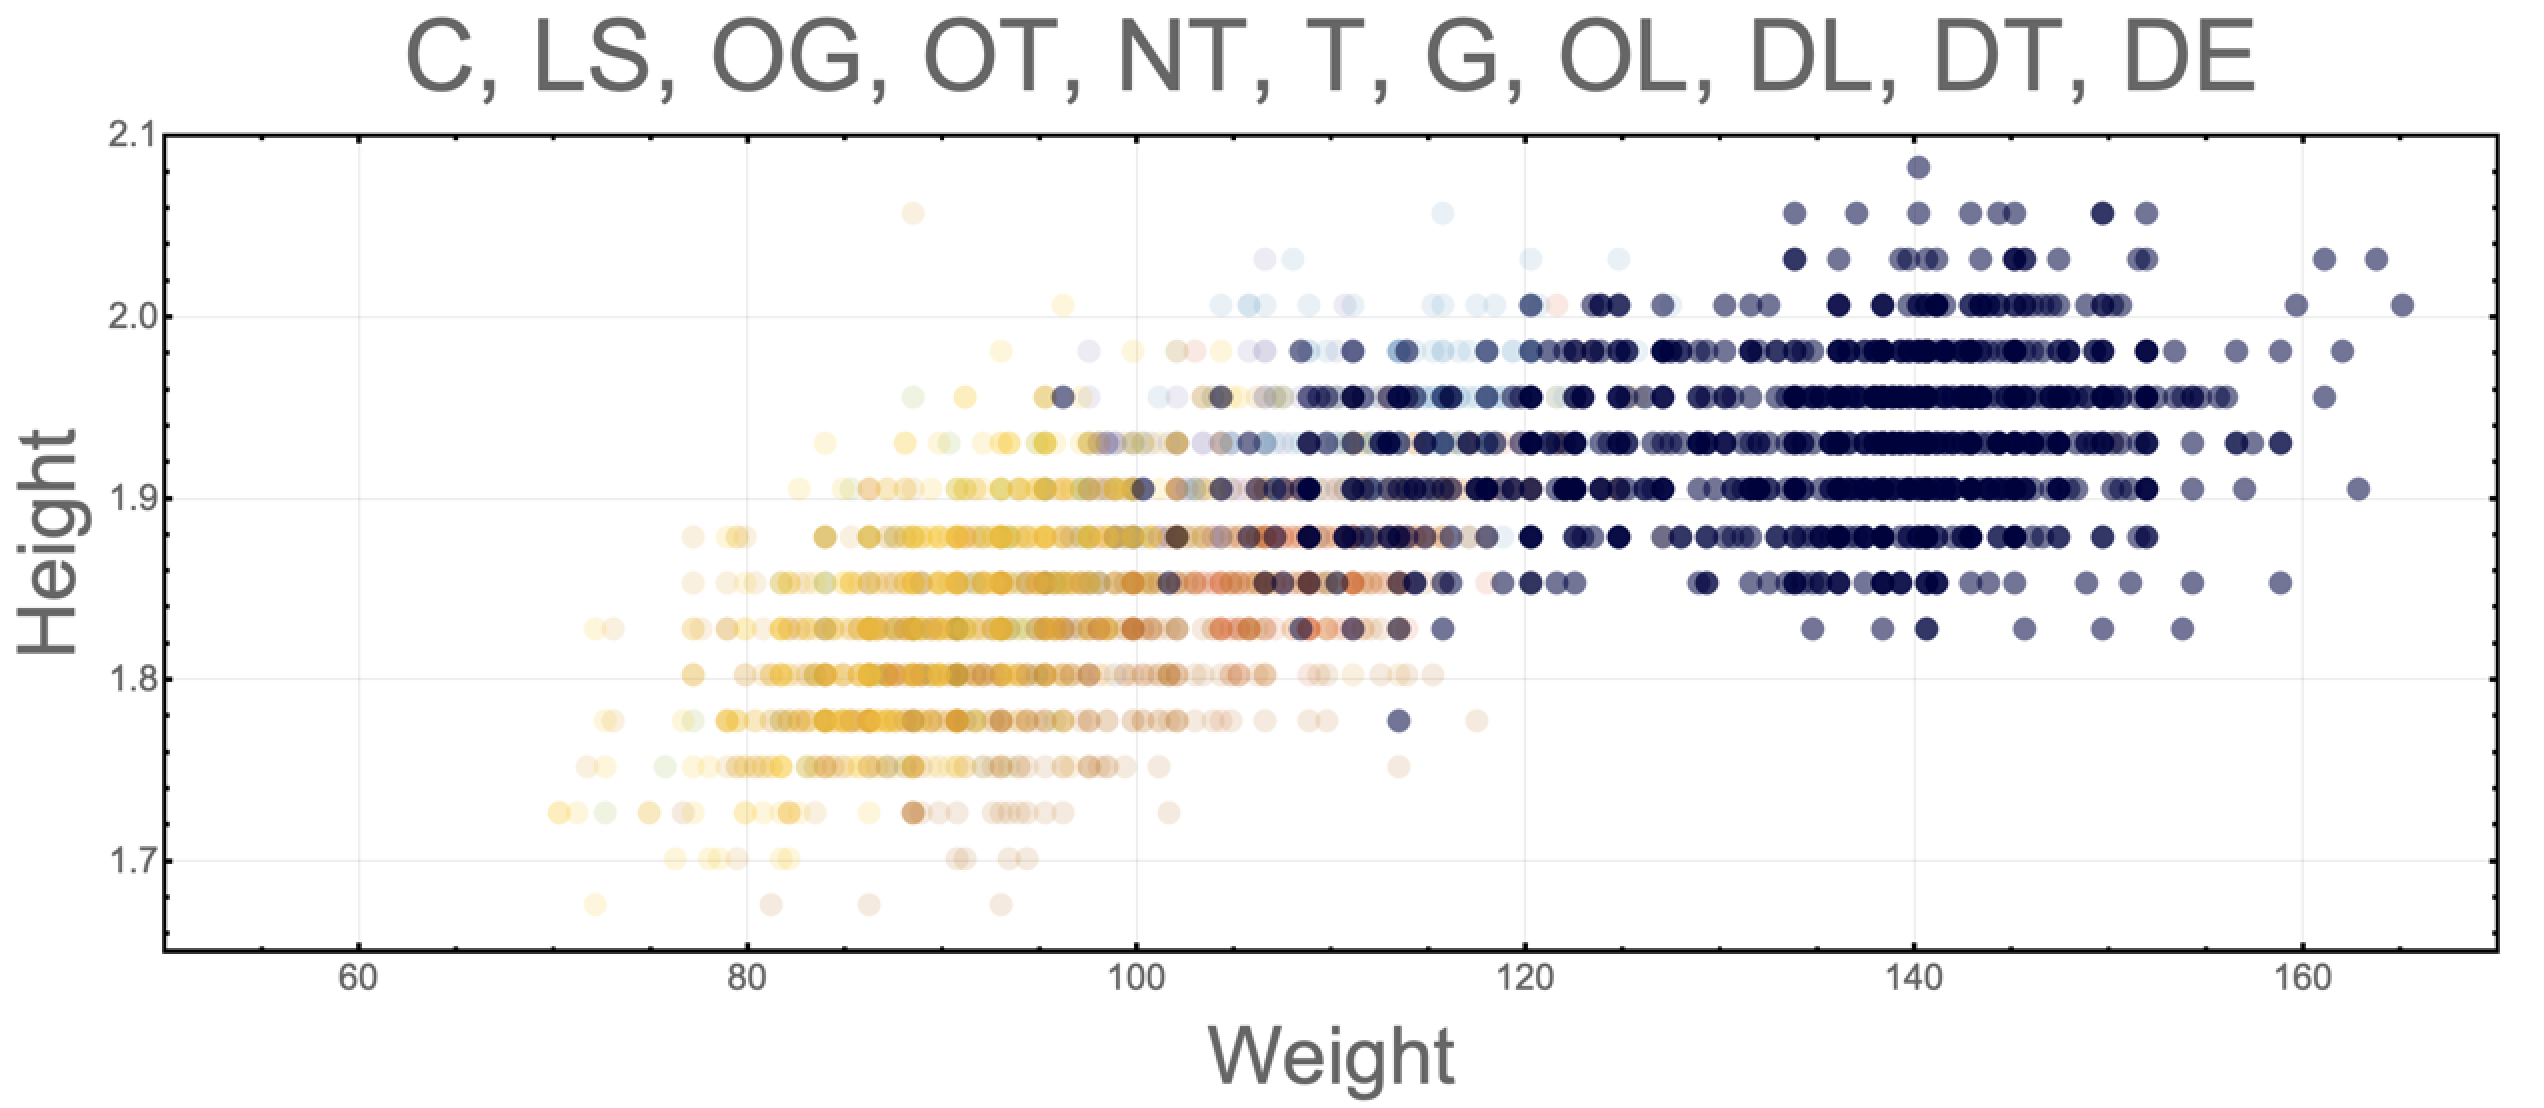 C, LS, OG, OT, NT, T, G, OL, DL, DT, DE
2.1
2.0
1.9
1.8
1.7
Height
60 80 100 120 140 160
Weight